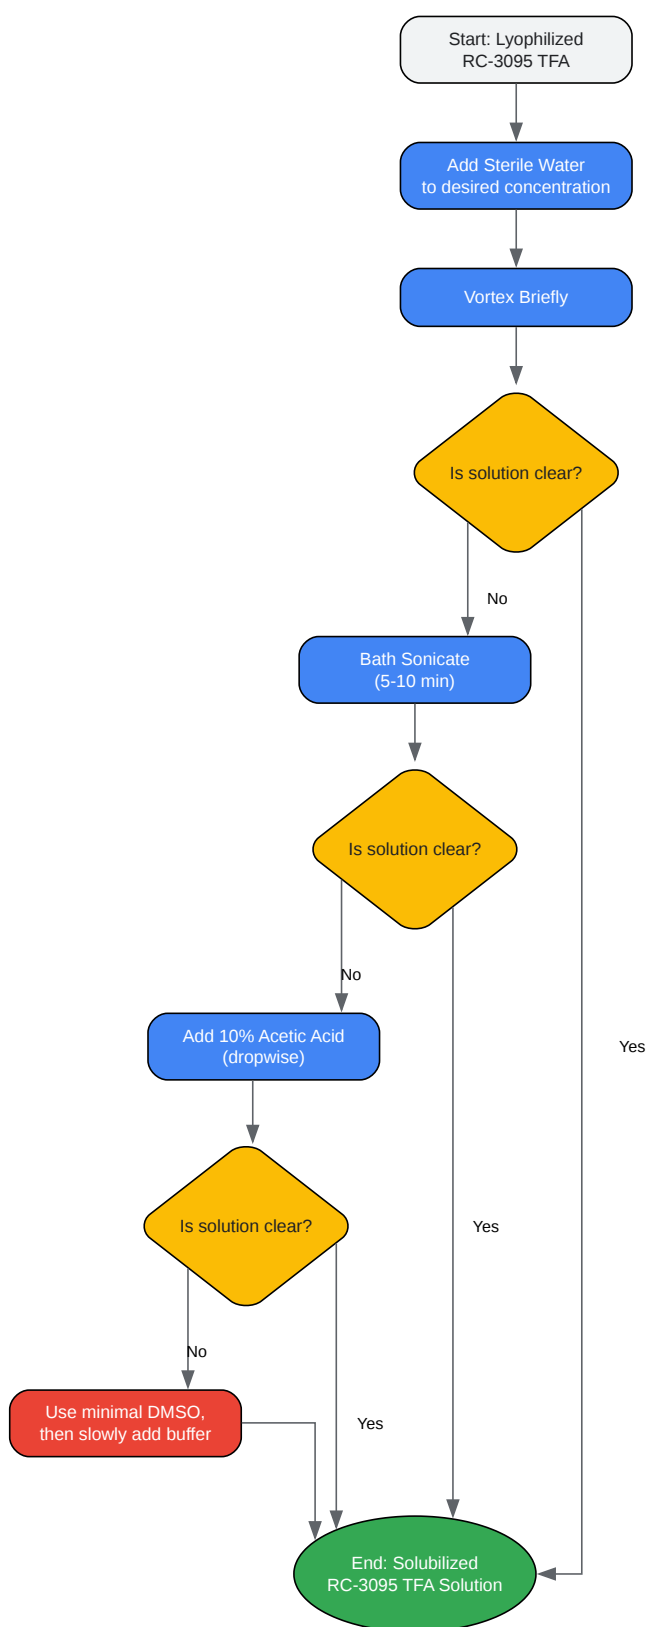 Start: Lyophilized
RC-3095 TFA
Add Sterile Water
to desired concentration
Vortex Briefly
Is solution clear?
No
Bath Sonicate
(5-10 min)
Is solution clear?
No
Add 10% Acetic Acid
(dropwise)
Yes
Is solution clear?
Yes
No
Use minimal DMSO,
then slowly add buffer
Yes
End: Solubilized
RC-3095 TFA Solution